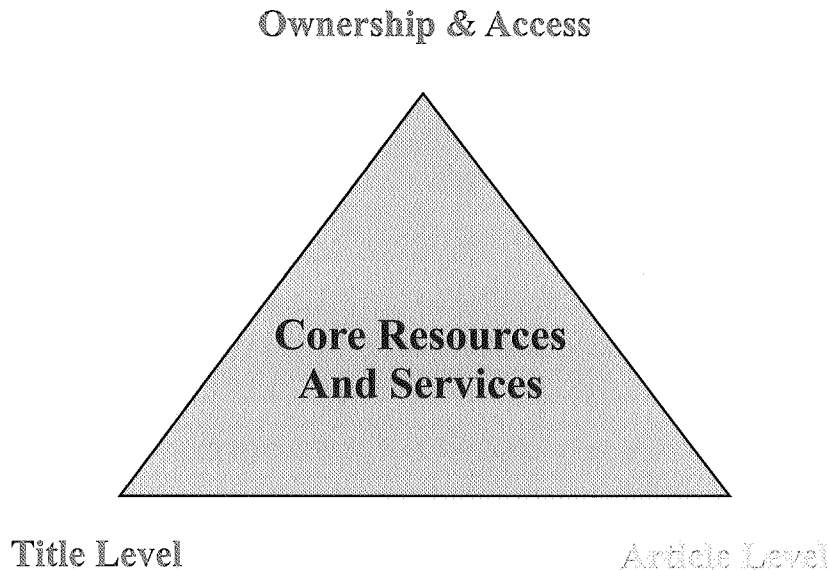 Ownership & Access
Core Resources
And Services
Title Level
Article Level